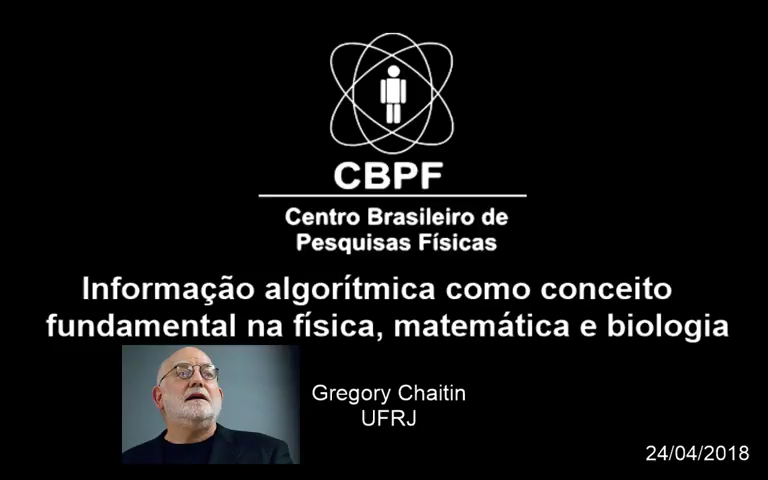 CBPF
Centro Brasileiro de
Pesquisas Físicas
Informação algorítmica como conceito
fundamental na física, matemática e biologia
Gregory Chaitin
UFRJ
24/04/2018